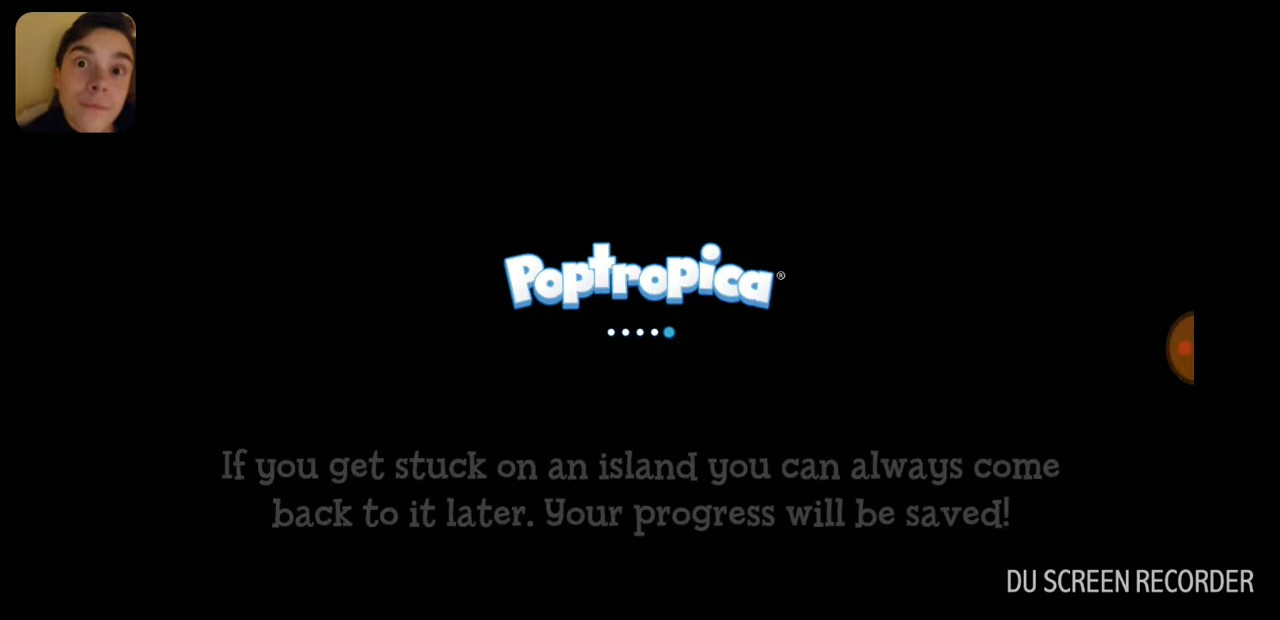 Poptropica®
If you get stuck on an island you can always come
back to it later. Your progress will be saved!
DU SCREEN RECORDER